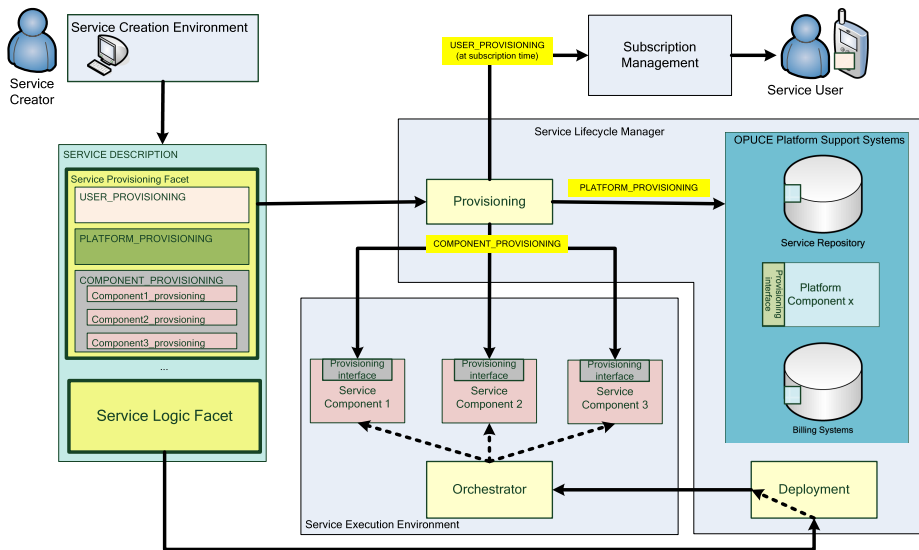 Service Creation Environment
Service
Creator
USER_PROVISIONING
(at subscription time)
Subscription
Management
Service User
Service Lifecycle Manager
OPUCE Platform Support Systems
SERVICE DESCRIPTION
Service Provisioning Facet
USER_PROVISIONING
PLATFORM_PROVISIONING
COMPONENT_PROVISIONING
Component1_provsioning
Component2_provsioning
Component3_provsioning
...
Service Logic Facet
Provisioning
PLATFORM_PROVISIONING
COMPONENT_PROVISIONING
Service Repository
Provisioning
interface
Platform
Component x
Billing Systems
Provisioning
interface
Service
Component 1
Provisioning
interface
Service
Component 2
Provisioning
interface
Service
Component 3
Orchestrator
Deployment
Service Execution Environment